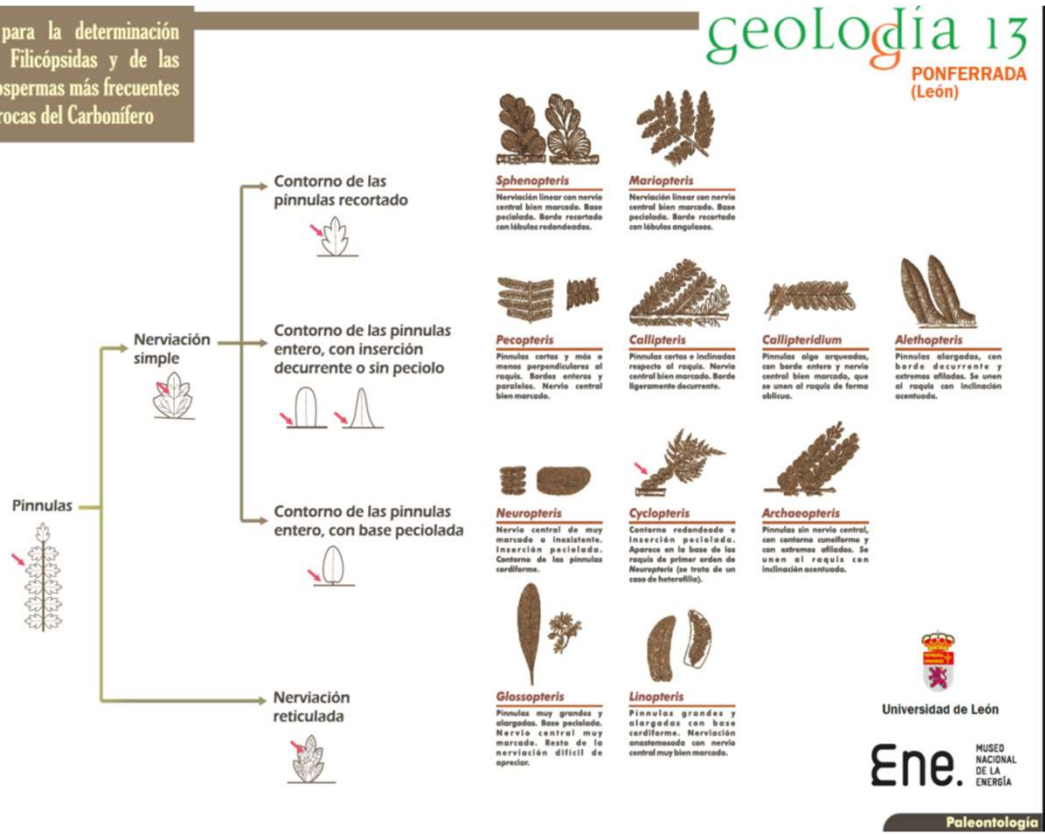 para la determinación
Filicópsidas y de las
ospermas más frecuentes
rocas del Carbonífero
geoLodía 13
PONFERRADA
(León)
Contorno de las
pínnulas recortado
Sphenopteris
Nerviación linear con nervio
central bien marcado. Base
peciolada. Borde recortado
con lóbulos redondeados.
Mariopteris
Nerviación linear con nervio
central bien marcado. Base
peciolada. Borde recortado
con lóbulos angulosos.
Nerviación
simple
Contorno de las pinnulas
entero, con inserción
decurrente o sin peciolo
Pecopteris
Pinnulas cortas y más o
menos perpendiculares al
raquis. Bordes enteros y
paralelos. Nervio central
bien marcado.
Callipteris
Pinnulas cortas e inclinadas
respecto al raquis. Nervio
central bien marcado. Borde
ligeramente decurrente.
Callipteridium
Pinnulas algo arqueadas,
con borde entero y nervio
central bien marcado, que
se unen al raquis de forma
oblicua.
Alethopteris
Pinnulas alargadas, con
borde decurrente y
extremos afilados. Se unen
al raquis con inclinación
acentuada.
Contorno de las pinnulas
entero, con base peciolada
Neuropteris
Nervio central de muy
marcado a inexistente.
Inserción peciolada.
Contorno de las pinnulas
cordiforme.
Cyclopteris
Contorno redondeado e
inserción peciolada.
Aparece en la base de las
raquis de primer orden de
Neuropteris (se trata de un
caso de heterofilia).
Archaeopteris
Pinnulas sin nervio central,
con contorno cuneiforme y
con extremos afilados. Se
unen al raquis con
inclinación acentuada.
Pinnulas
Nerviación
reticulada
Glossopteris
Pinnulas muy grandes y
alargadas. Base peciolada.
Nervio central muy
marcado. Resto de la
nerviación difícil de
apreciar.
Linopteris
Pinnulas grandes y
alargadas con base
cordiforme. Nerviación
anastomosada con nervio
central muy bien marcado.
Universidad de León
Ene.
MUSEO
NACIONAL
DE LA
ENERGÍA
Paleontología